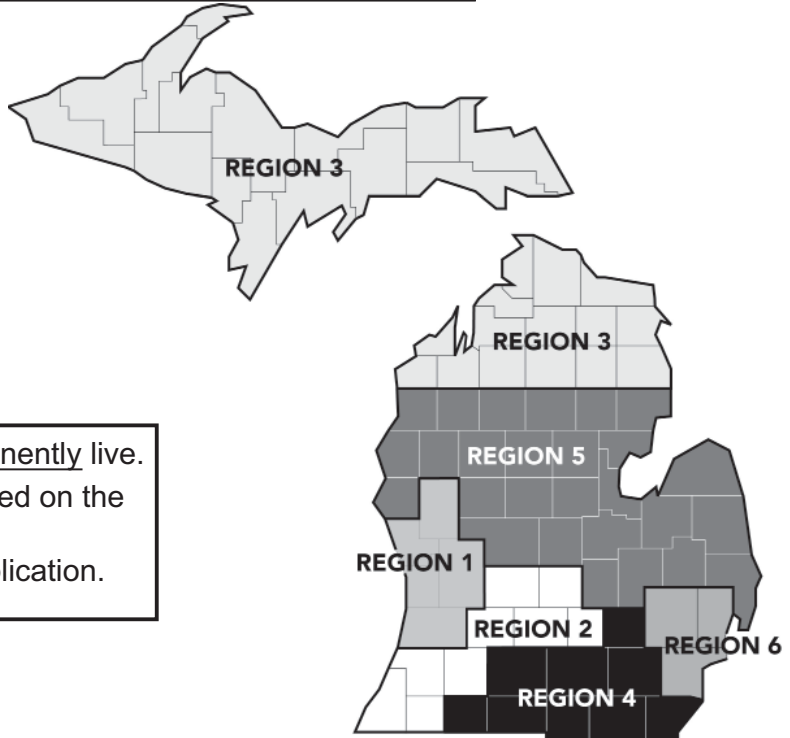 REGION 3
REGION 3
nently live.
ed on the
REGION 5
lication.
REGION 1
REGION 2
REGION 6
REGION 4